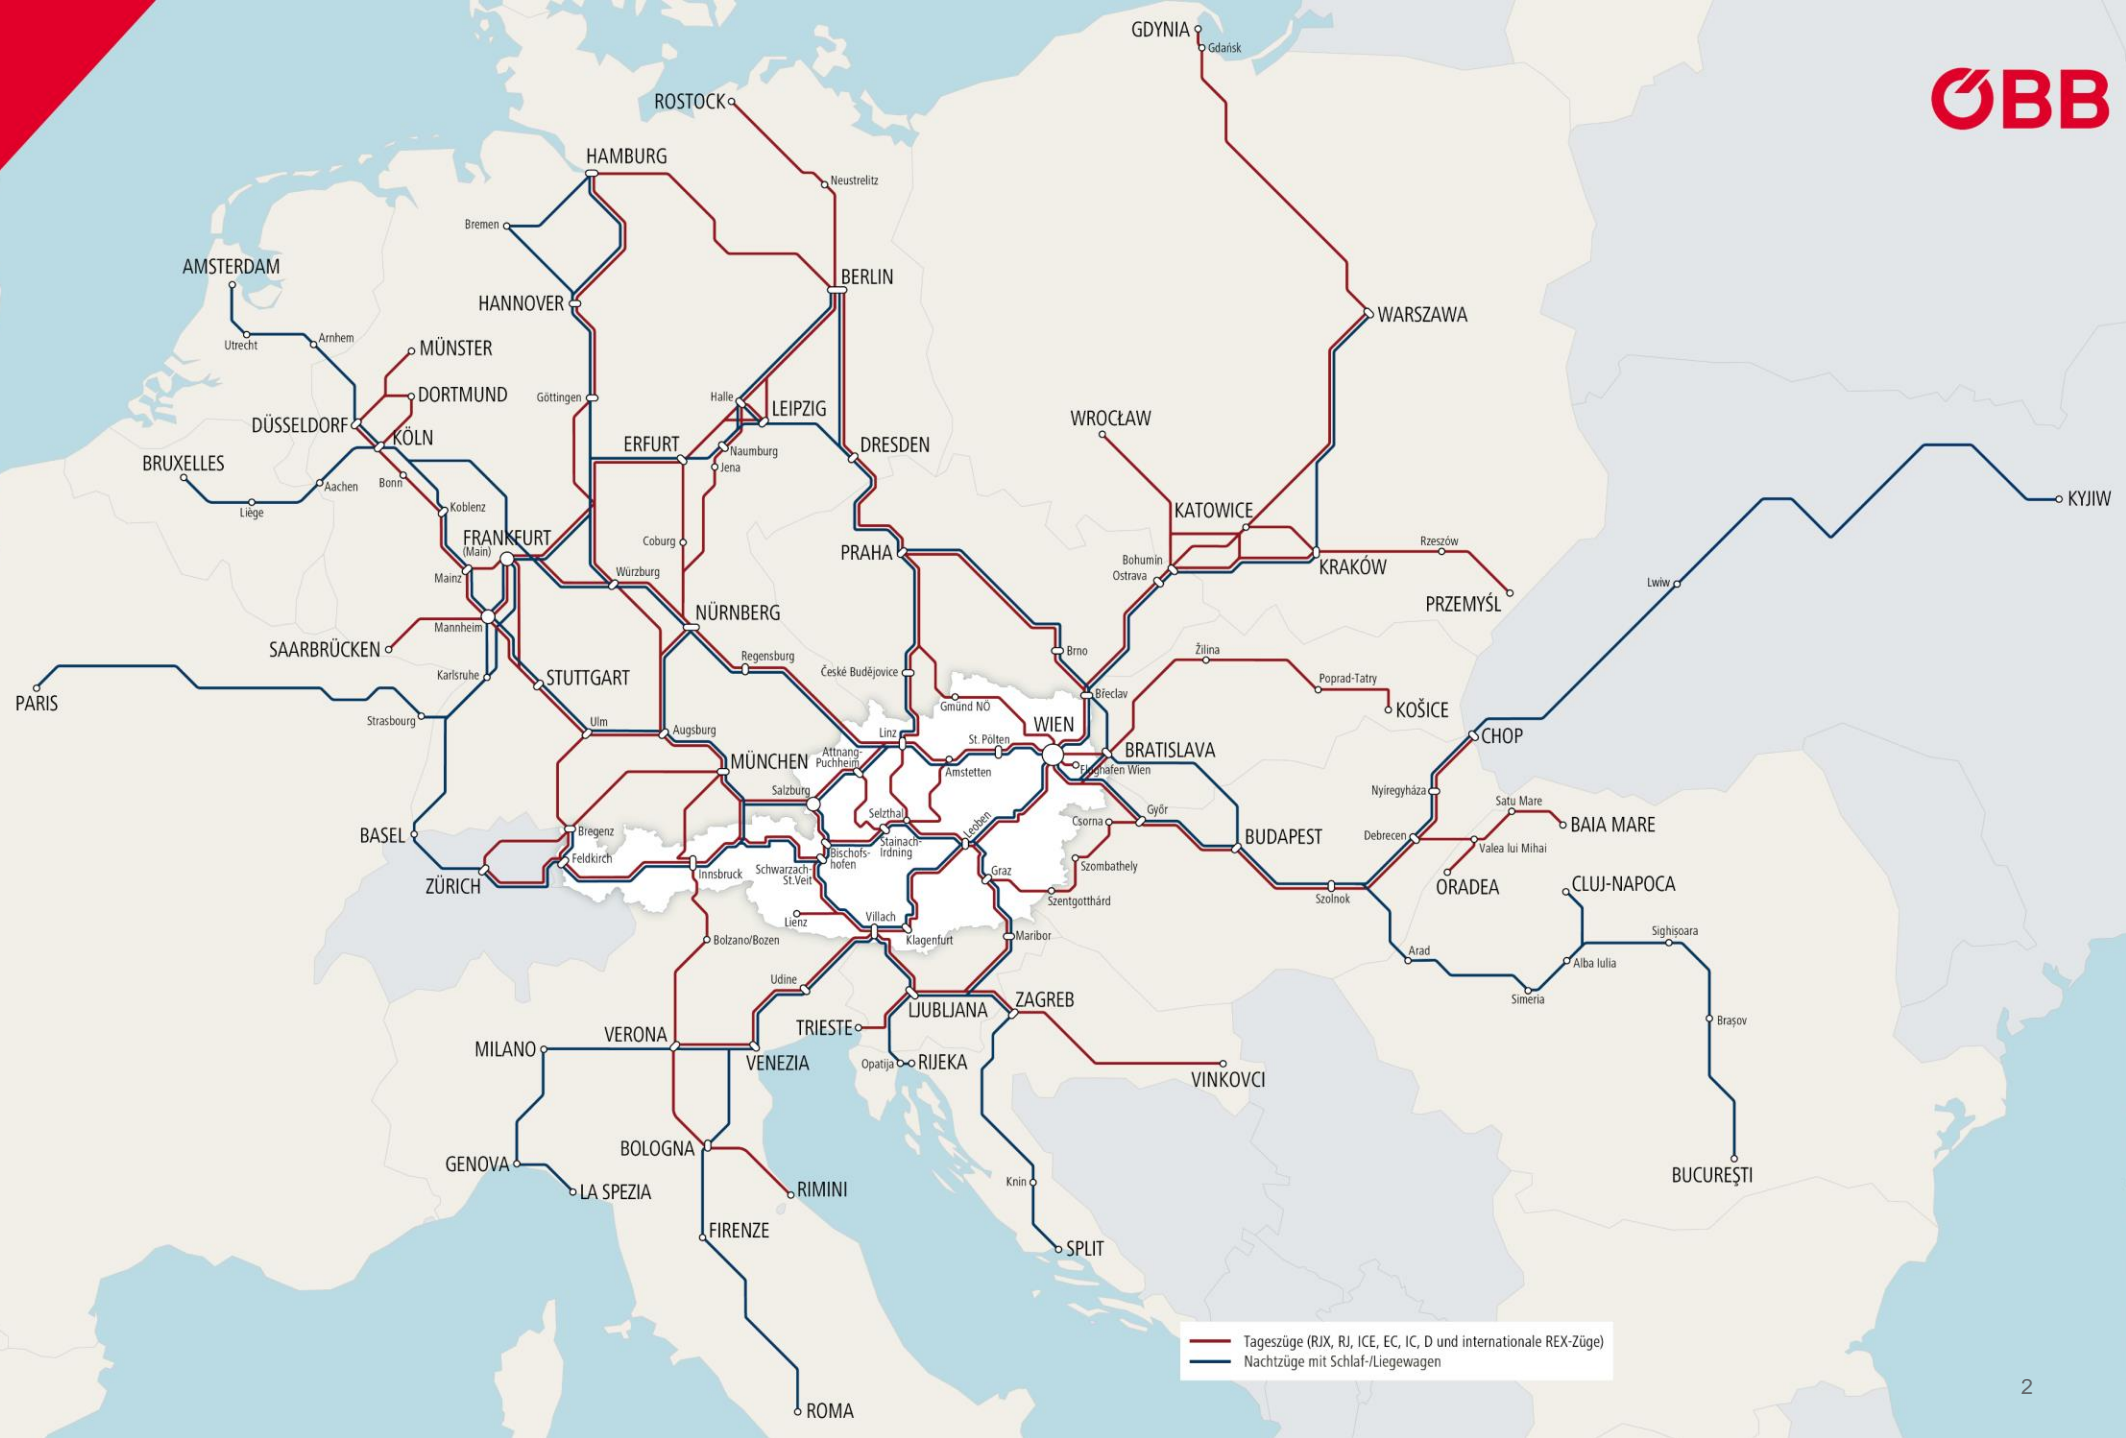 GDYNIA
Gdańsk
ÖBB
ROSTOCK
HAMBURG
Neustrelitz
Bremen
AMSTERDAM
BERLIN
HANNOVER
WARSZAWA
Utrecht
Arnhem
MÜNSTER
DORTMUND
Göttingen
Halle
LEIPZIG
WROCŁAW
DÜSSELDORF
KÖLN
ERFURT
Naumburg
DRESDEN
BRUXELLES
Jena
Aachen
Bonn
Liège
Koblenz
KATOWICE
KYJIW
FRANKFURT
(Main)
Coburg
PRAHA
Bohumín
Ostrava
Rzeszów
KRAKÓW
Mainz
Würzburg
Lwiw
PRZEMYŚL
NÜRNBERG
Mannheim
SAARBRÜCKEN
Regensburg
Brno
Žilina
Karlsruhe
STUTTGART
České Budějovice
Poprad-Tatry
PARIS
Strasbourg
Gmünd NÖ
Břeclav
KOŠICE
Ulm
Augsburg
Linz
St. Pölten
WIEN
BRATISLAVA
CHOP
MÜNCHEN
Attnang-
Puchheim
Amstetten
Flughafen Wien
Salzburg
Nyíregyháza
Satu Mare
Selzthal
Györ
Csorna
BASEL
Bregenz
Leoben
BUDAPEST
Debrecen
BAIA MARE
Stainach-
Irdning
Valea lui Mihai
Feldkirch
Bischofs-
hofen
Szombathely
ZÜRICH
Innsbruck
Schwarzach-
St.Veit
Graz
ORADEA
CLUJ-NAPOCA
Szentgotthárd
Szolnok
Lienz
Villach
Klagenfurt
Maribor
Bolzano/Bozen
Sighișoara
Arad
Alba Iulia
Udine
Simeria
LJUBLJANA
ZAGREB
TRIESTE
Brașov
VERONA
MILANO
VENEZIA
Opatija
RIJEKA
VINKOVCI
BOLOGNA
GENOVA
LA SPEZIA
RIMINI
Knin
BUCUREȘTI
FIRENZE
SPLIT
Tageszüge (RJX, RJ, ICE, EC, IC, D und internationale REX-Züge)
Nachtzüge mit Schlaf-/Liegewagen
2
ROMA